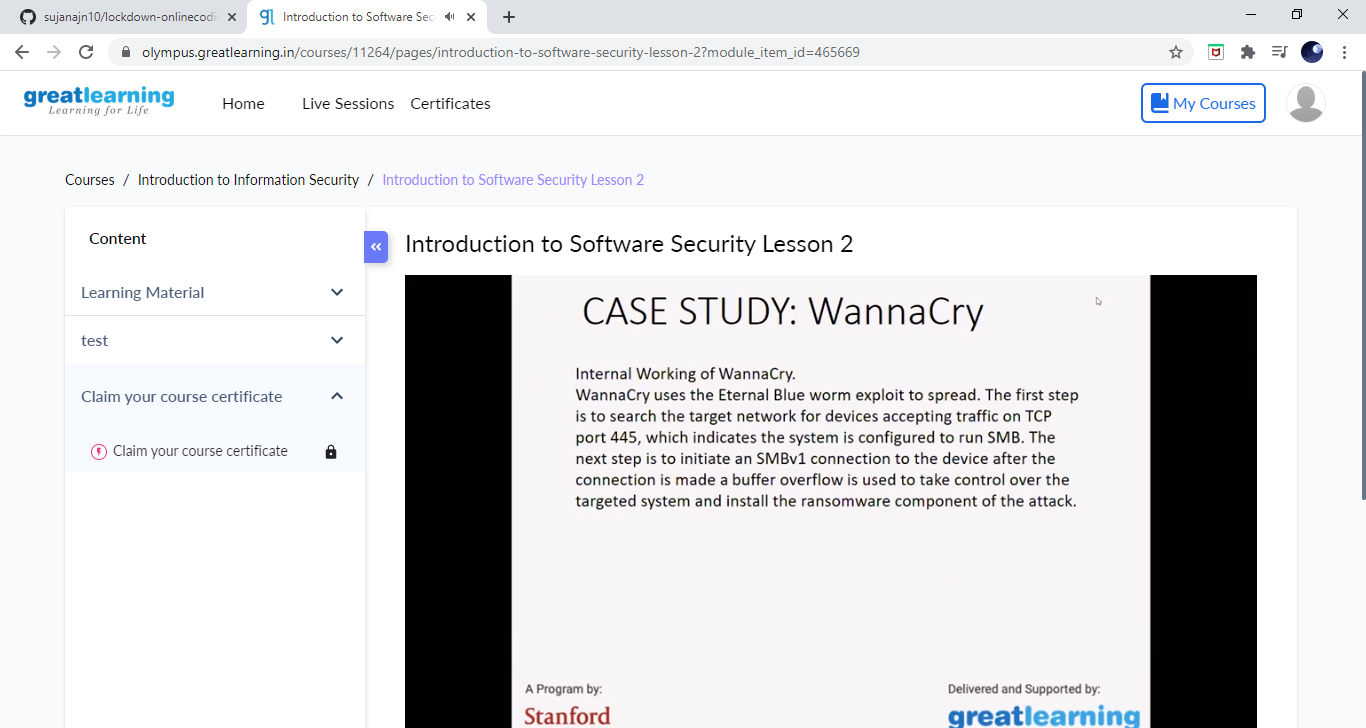 sujanajn10/lockdown-onlinecodi
Introduction to Software Sec
olympus.greatlearning.in/courses/11264/pages/introduction-to-software-security-lesson-2?module_item_id=465669
greatlearning
Learning for Life
Home
Live Sessions
Certificates
My Courses
Courses / Introduction to Information Security / Introduction to Software Security Lesson 2
Content
Learning Material
test
Claim your course certificate
Claim your course certificate
Introduction to Software Security Lesson 2
CASE STUDY: WannaCry
Internal Working of WannaCry.
WannaCry uses the Eternal Blue worm exploit to spread. The first step
is to search the target network for devices accepting traffic on TCP
port 445, which indicates the system is configured to run SMB. The
next step is to initiate an SMBv1 connection to the device after the
connection is made a buffer overflow is used to take control over the
targeted system and install the ransomware component of the attack.
A Program by:
Stanford
Delivered and Supported by:
greatlearning